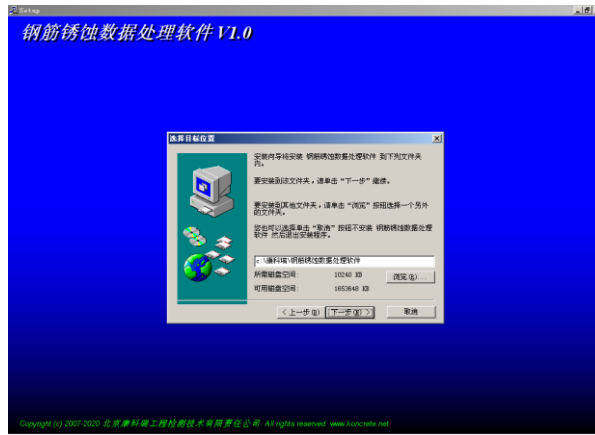 Setup
钢筋锈蚀数据处理软件 V1.0
选择目标位置
安装向导将安装 钢筋锈蚀数据处理软件 到下列文件夹
内。
要安装到该文件夹，请单击“下一步”继续。
要安装到其他文件夹，请单击“浏览”按钮选择一个另外
的文件夹。
您也可以选择单击“取消”按钮不安装 钢筋锈蚀数据处理
软件 然后退出安装程序。
c:\康科瑞\钢筋锈蚀数据处理软件
所需磁盘空间: 10240 KB
浏览(R)...
可用磁盘空间: 1653648 KB
<上一步(B) 下一步(N)> 取消
Copyright (c) 2007-2020 北京康科瑞工程检测技术有限责任公司 All rights reserved www.koncrete.net